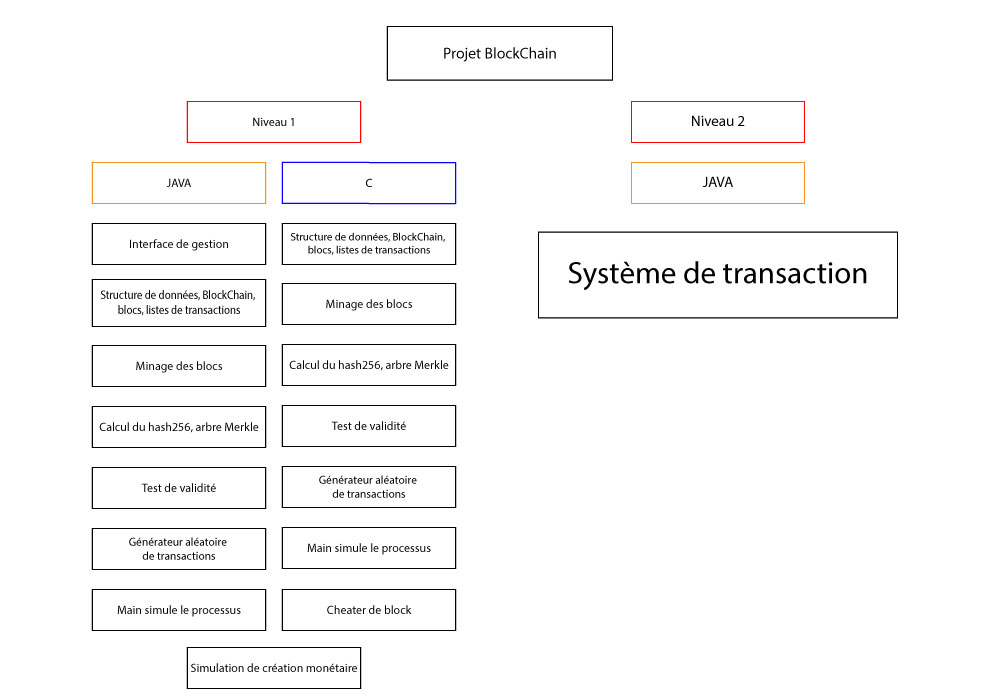 Projet BlockChain
Niveau 1
Niveau 2
JAVA
C
JAVA
Interface de gestion
Structure de données, BlockChain,
blocs, listes de transactions
Système de transaction
Structure de données, BlockChain,
blocs, listes de transactions
Minage des blocs
Minage des blocs
Calcul du hash256, arbre Merkle
Calcul du hash256, arbre Merkle
Test de validité
Test de validité
Générateur aléatoire
de transactions
Générateur aléatoire
de transactions
Main simule le processus
Main simule le processus
Cheater de block
Simulation de création monétaire